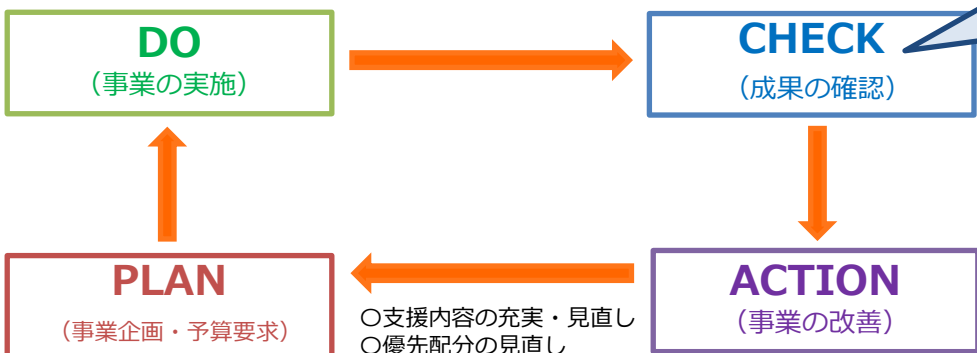 DO
（事業の実施）
CHECK
（成果の確認）
PLAN
（事業企画・予算要求）
ACTION
（事業の改善）
〇支援内容の充実・見直し
〇優先配分の見直し